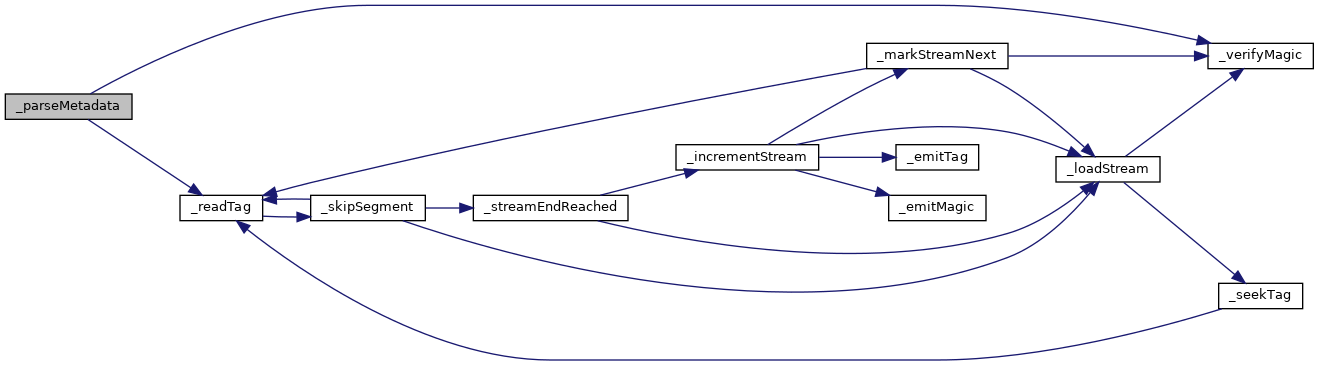 _parseMetadata
_readTag
_skipSegment
_streamEndReached
_incrementStream
_markStreamNext
_emitTag
_emitMagic
_loadStream
_verifyMagic
_seekTag